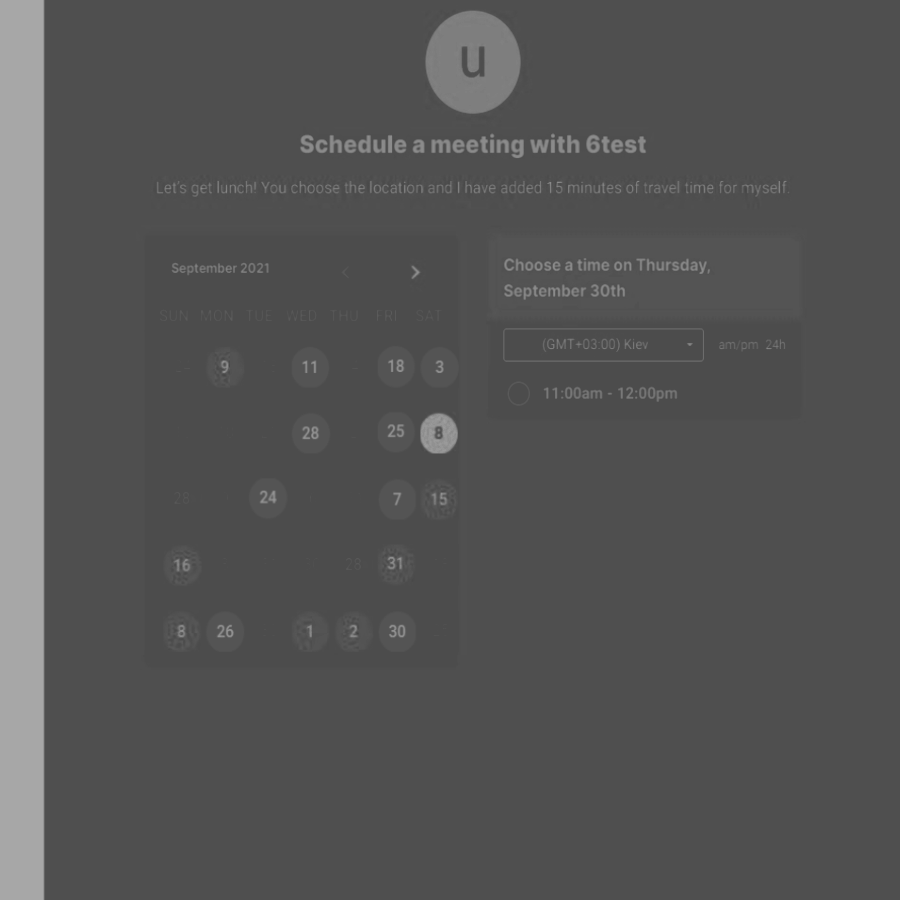 u
Schedule a meeting with 6test
Let's get lunch! You choose the location and I have added 15 minutes of travel time for myself.
September 2021
SUN MON TUE WED THU FRI SAT
9 11 18 3
28 25 8
28 24 7 15
16 28 31
8 26 1 2 30
Choose a time on Thursday,
September 30th
(GMT+03:00) Kiev am/pm 24h
11:00am - 12:00pm